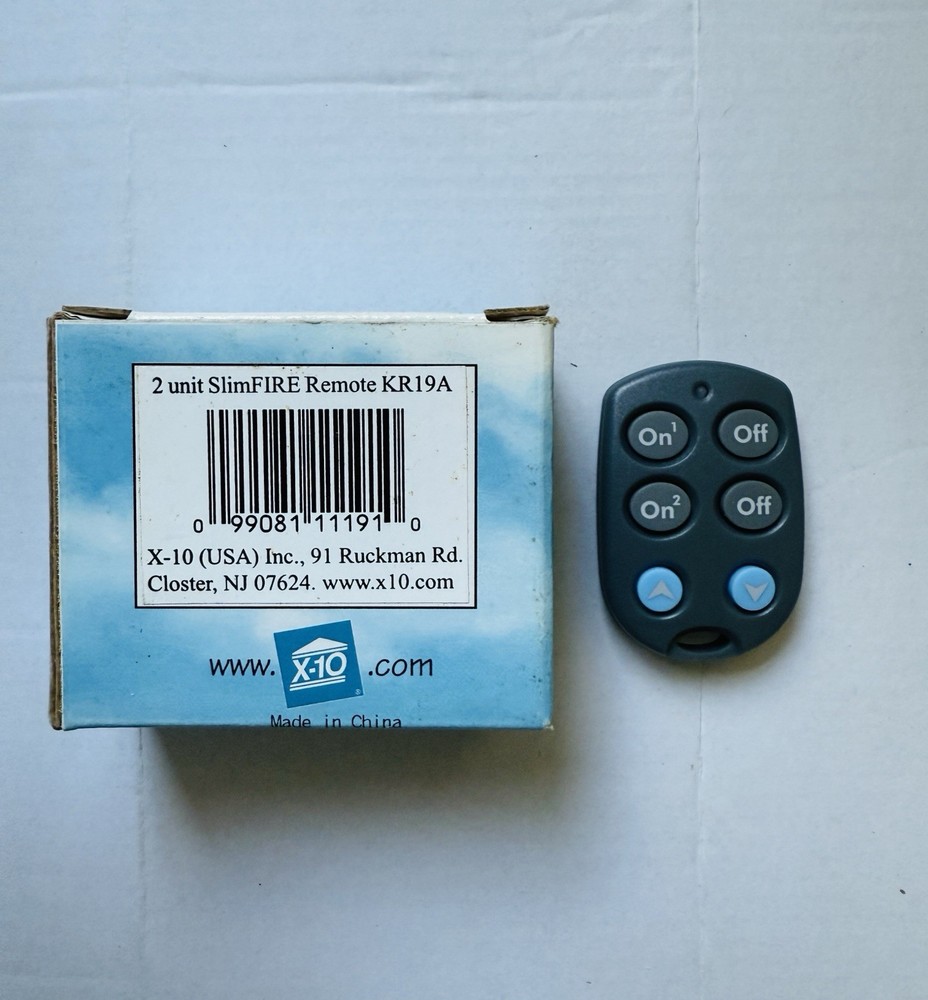 2 unit SlimFIRE Remote KR19A
0 99081 11191 0
X-10 (USA) Inc., 91 Ruckman Rd.
Closter, NJ 07624. www.x10.com
www. X-10 ® .com
Made in China
On1 Off
On2 Off